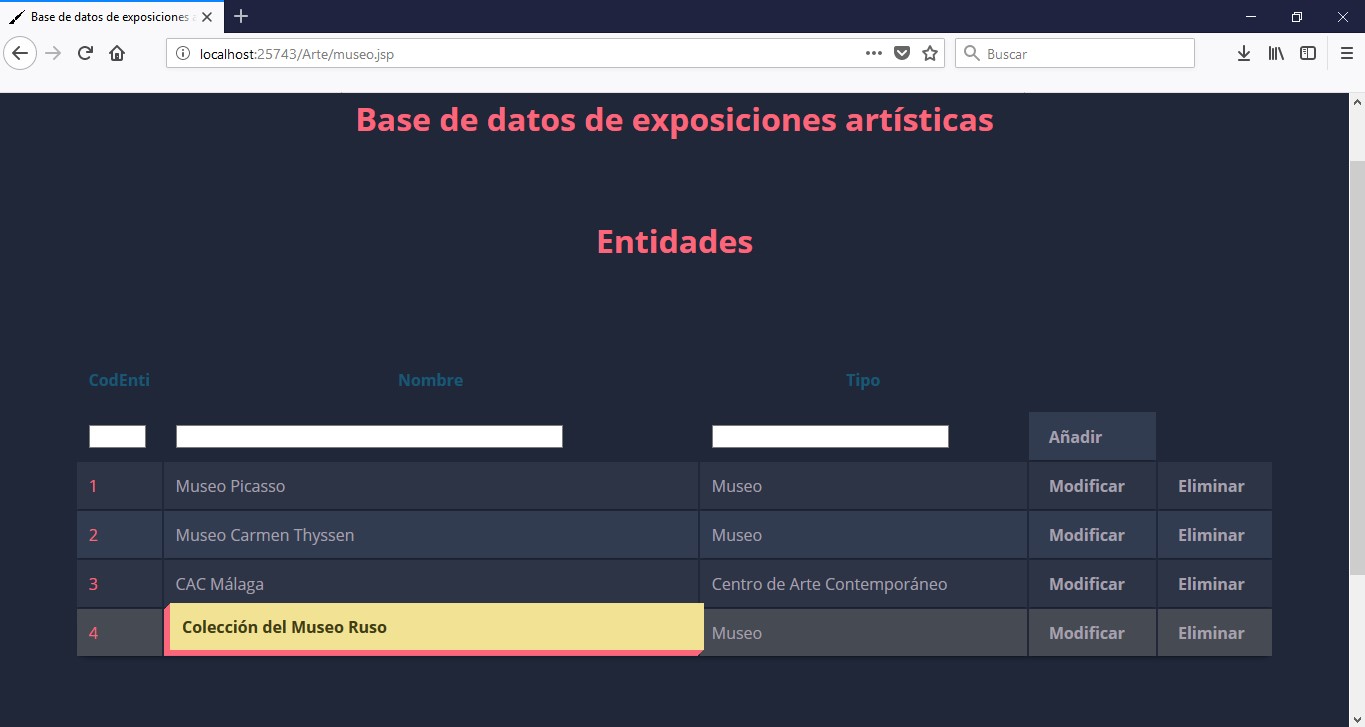 Base de datos de exposiciones
localhost:25743/Arte/museo.jsp
Buscar
Base de datos de exposiciones artísticas
Entidades
CodEnti Nombre Tipo
Añadir
1 Museo Picasso Museo Modificar Eliminar
2 Museo Carmen Thyssen Museo Modificar Eliminar
3 CAC Málaga Centro de Arte Contemporáneo Modificar Eliminar
4 Colección del Museo Ruso Museo Modificar Eliminar